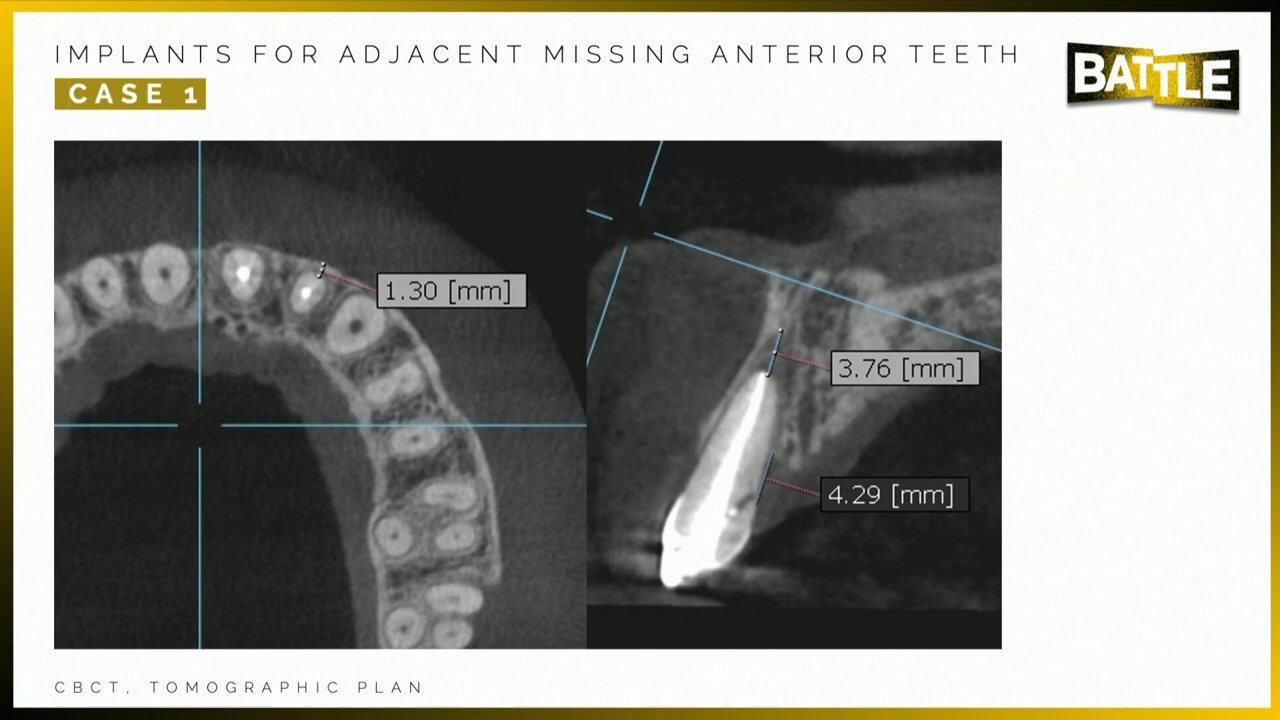 IMPLANTS FOR ADJACENT MISSING ANTERIOR TEETH
CASE 1
BATTLE
1.30 [mm]
3.76 [mm]
4.29 [mm]
CBCT, TOMOGRAPHIC PLAN